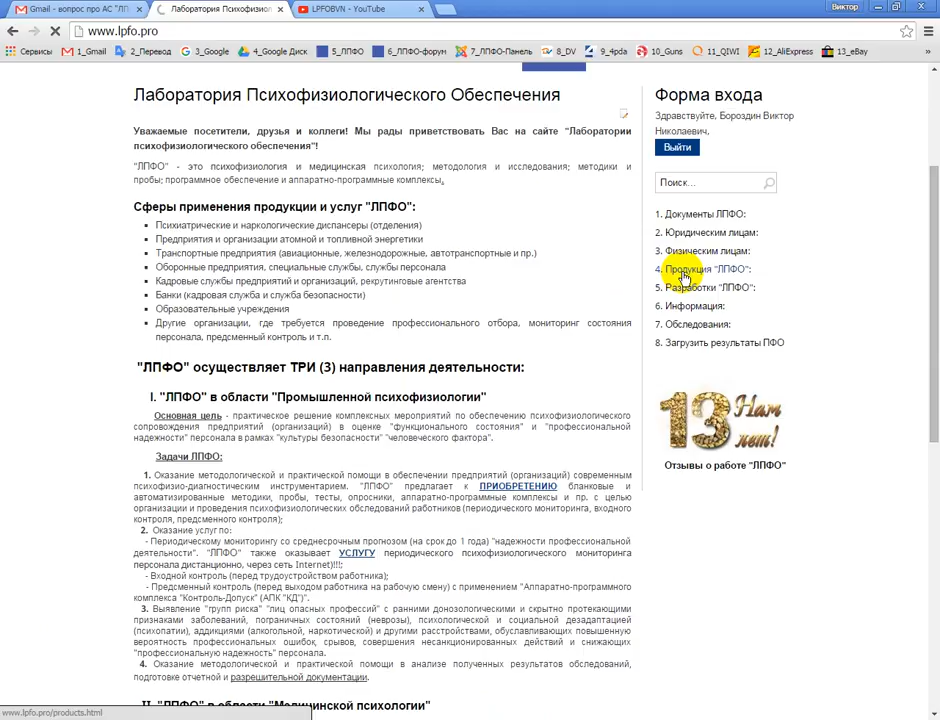 Gmail - вопрос про АС "ЛП
Лаборатория Психофизиол
LPFOBVN - YouTube
Виктор
www.lpfo.pro
Сервисы
1_Gmail
2_Перевод
3_Google
4_Google Диск
5_ЛПФО
6_ЛПФО-форум
7_ЛПФО-Панель
8_DV
9_4pda
10_Guns
11_QIWI
12_AliExpress
13_eBay
»
Лаборатория Психофизиологического Обеспечения
Уважаемые посетители, друзья и коллеги! Мы рады приветствовать Вас на сайте "Лаборатории
психофизиологического обеспечения"!
"ЛПФО" - это психофизиология и медицинская психология; методология и исследования; методики и
пробы; программное обеспечение и аппаратно-программные комплексы.
Сферы применения продукции и услуг "ЛПФО":
Психиатрические и наркологические диспансеры (отделения)
Предприятия и организации атомной и топливной энергетики
Транспортные предприятия (авиационные, железнодорожные, автотранспортные и пр.)
Оборонные предприятия, специальные службы, службы персонала
Кадровые службы предприятий и организаций, рекрутинговые агентства
Банки (кадровая служба и служба безопасности)
Образовательные учреждения
Другие организации, где требуется проведение профессионального отбора, мониторинг состояния
персонала, предсменный контроль и т.п.
"ЛПФО" осуществляет ТРИ (3) направления деятельности:
I. "ЛПФО" в области "Промышленной психофизиологии"
Основная цель - практическое решение комплексных мероприятий по обеспечению психофизиологического
сопровождения предприятий (организаций) в оценке "функционального состояния" и "профессиональной
надежности" персонала в рамках "культуры безопасности" "человеческого фактора".
Задачи ЛПФО:
1. Оказание методологической и практической помощи в обеспечении предприятий (организаций) современным
психофизио-диагностическим инструментарием. "ЛПФО" предлагает к ПРИОБРЕТЕНИЮ бланковые и
автоматизированные методики, пробы, тесты, опросники, аппаратно-программные комплексы и пр. с целью
организации и проведения психофизиологических обследований работников (периодического мониторинга, входного
контроля, предсменного контроля);
2. Оказание услуг по:
- Периодическому мониторингу со среднесрочным прогнозом (на срок до 1 года) "надежности профессиональной
деятельности". "ЛПФО" также оказывает УСЛУГУ периодического психофизиологического мониторинга
персонала дистанционно, через сеть Internet)!!!;
- Входной контроль (перед трудоустройством работника);
- Предсменный контроль (перед выходом работника на рабочую смену) с применением "Аппаратно-программного
комплекса "Контроль-Допуск" (АПК "КД")".
3. Выявление "групп риска" "лиц опасных профессий" с ранними донозологическими и скрытно протекающими
признаками заболеваний, пограничных состояний (неврозы), психологической и социальной дезадаптацией
(психопатии), аддикциями (алкогольной, наркотической) и другими расстройствами, обуславливающих повышенную
вероятность профессиональных ошибок, срывов, совершения несанкционированных действий и снижающих
"профессиональную надежность" персонала.
4. Оказание методологической и практической помощи в анализе полученных результатов обследований,
подготовке отчетной и разрешительной документации.
II. "ЛПФО" в области "Медицинской психологии"
Форма входа
Здравствуйте, Бороздин Виктор
Николаевич,
Выйти
Поиск...
1. Документы ЛПФО:
2. Юридическим лицам:
3. Физическим лицам:
4. Продукция "ЛПФО":
5. Разработки "ЛПФО":
6. Информация:
7. Обследования:
8. Загрузить результаты ПФО
13 Нам
лет!
Отзывы о работе "ЛПФО"
www.lpfo.pro/products.html